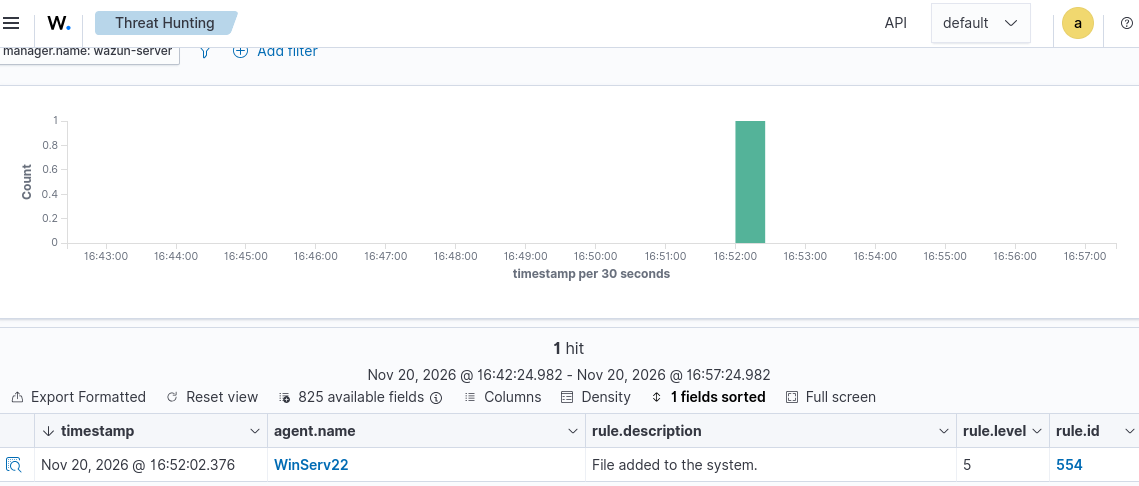 W. Threat Hunting API default a
manager.name: wazun-server Add filter
1
0.8
0.6
0.4
0.2
0
Count
16:43:00 16:44:00 16:45:00 16:46:00 16:47:00 16:48:00 16:49:00 16:50:00 16:51:00 16:52:00 16:53:00 16:54:00 16:55:00 16:56:00 16:57:00
timestamp per 30 seconds
1 hit
Nov 20, 2026 @ 16:42:24.982 - Nov 20, 2026 @ 16:57:24.982
Export Formatted Reset view 825 available fields Columns Density 1 fields sorted Full screen
timestamp agent.name rule.description rule.level rule.id
Nov 20, 2026 @ 16:52:02.376 WinServ22 File added to the system. 5 554